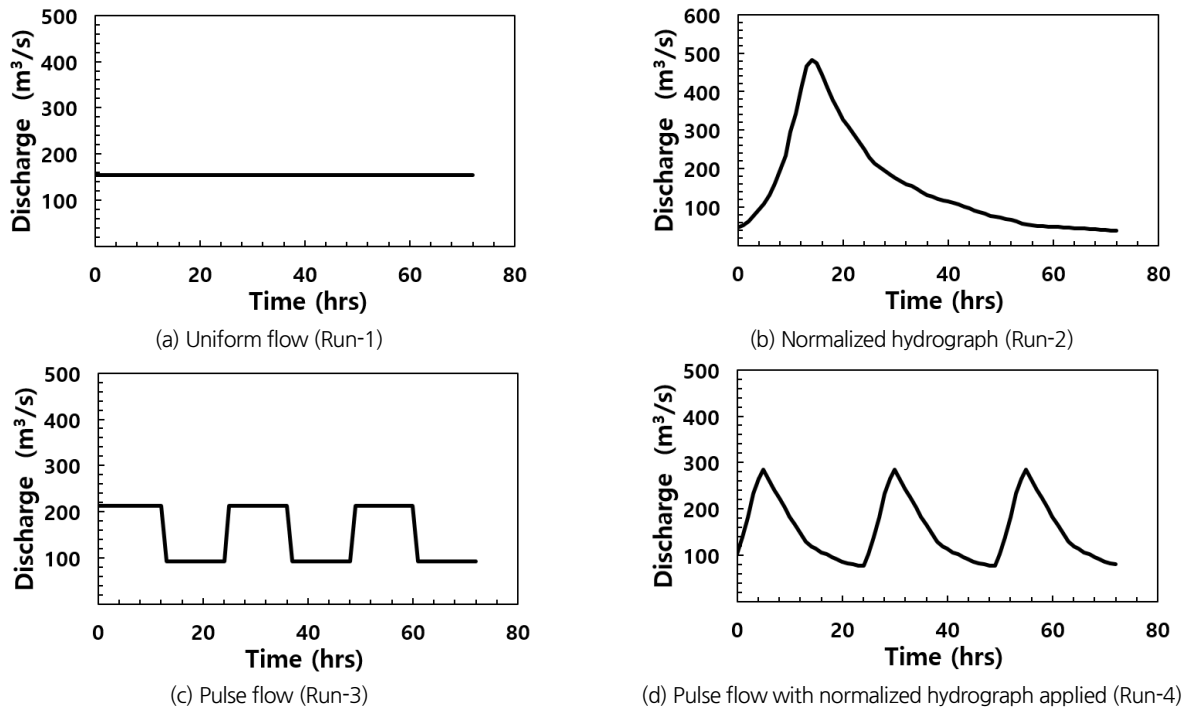 500
400
300
200
100
0 20 40 60 80
Discharge (m³/s)
Time (hrs)
(a) Uniform flow (Run-1)
600
500
400
300
200
100
0 20 40 60 80
Discharge (m³/s)
Time (hrs)
(b) Normalized hydrograph (Run-2)
500
400
300
200
100
0 20 40 60 80
Discharge (m³/s)
Time (hrs)
(c) Pulse flow (Run-3)
500
400
300
200
100
0 20 40 60 80
Discharge (m³/s)
Time (hrs)
(d) Pulse flow with normalized hydrograph applied (Run-4)